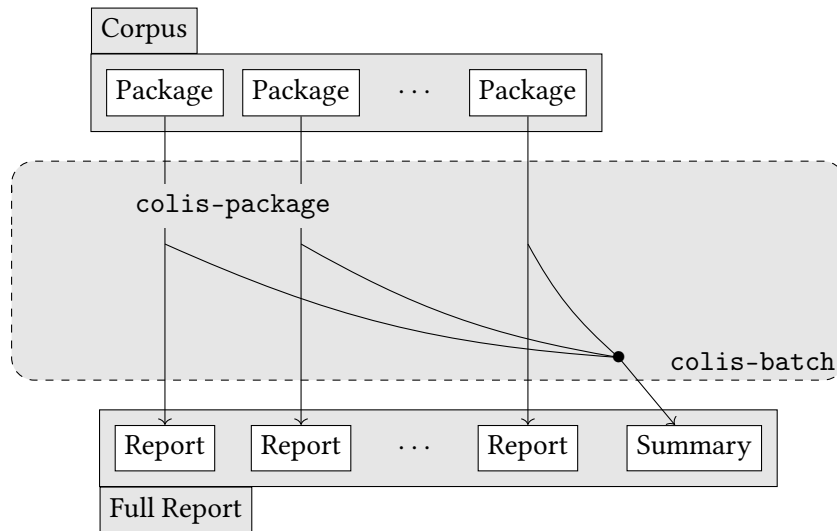 Corpus
Package Package · · · Package
colis-package
colis-batch
Report Report · · · Report Summary
Full Report